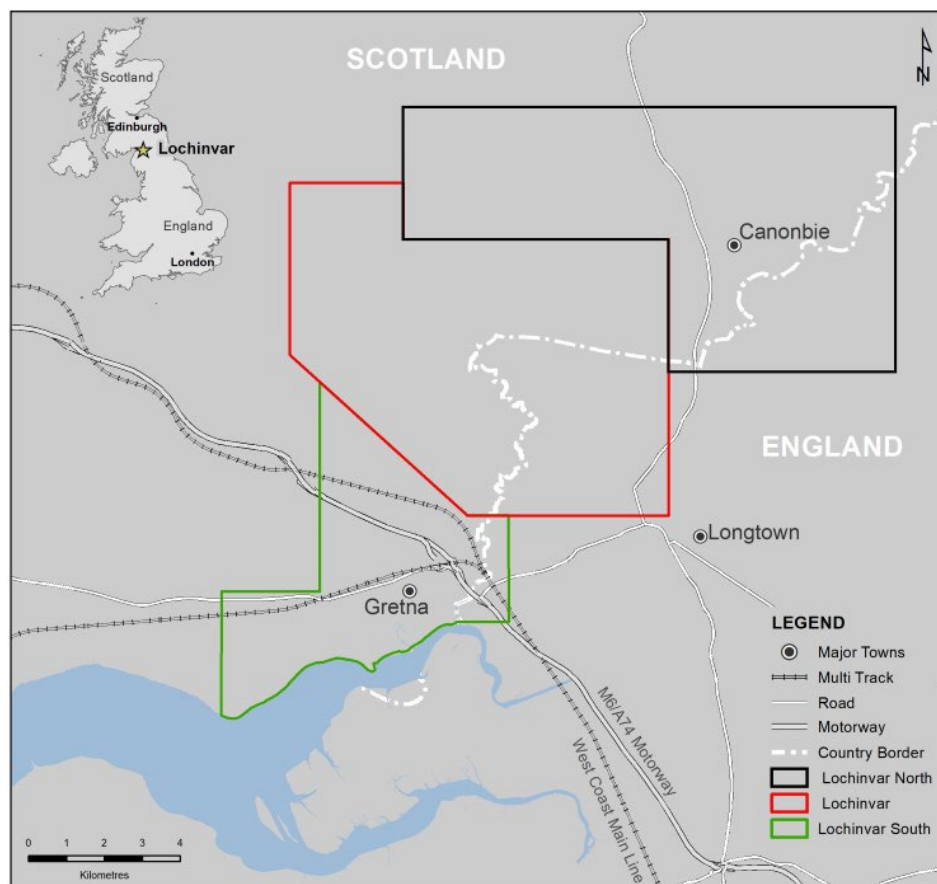 SCOTLAND
N
Scotland
Edinburgh
Lochinvar
England
London
Canonbie
ENGLAND
Longtown
Gretna
M6/A74 Motorway
West Coast Main Line
LEGEND
Major Towns
Multi Track
Road
Motorway
Country Border
Lochinvar North
Lochinvar
Lochinvar South
0 1 2 3 4
Kilometres